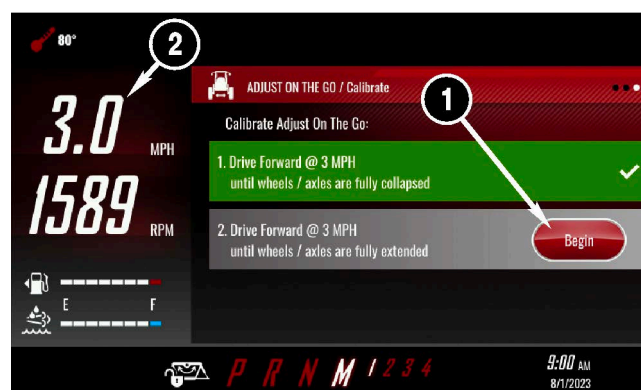 80°
2
ADJUST ON THE GO / Calibrate
1
3.0 MPH
Calibrate Adjust On The Go:
1. Drive Forward @ 3 MPH
until wheels / axles are fully collapsed
1589 RPM
2. Drive Forward @ 3 MPH
until wheels / axles are fully extended
Begin
E F
P R N M 1 2 3 4
9:00 AM
8/1/2023